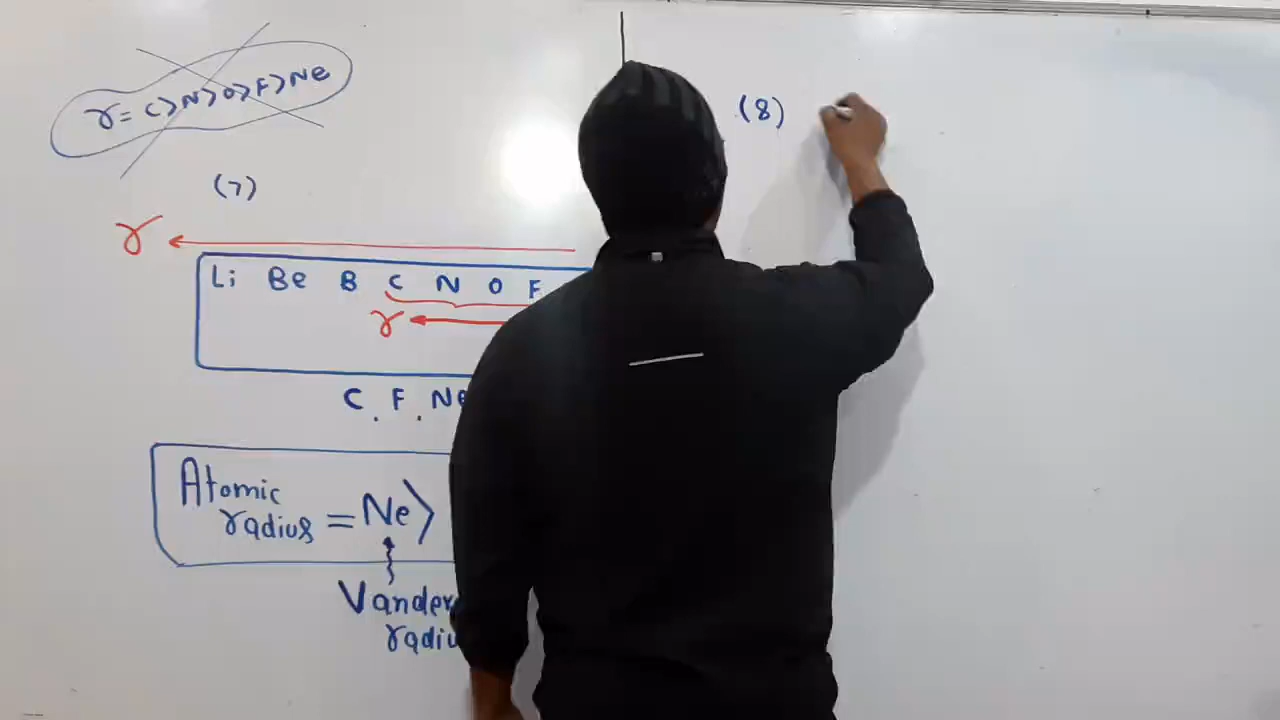 r = C > N > O > F > Ne
(7)
r
Li Be B C N O F
r
C, F, Ne
Atomic
radius = Ne >
Vander
radiu
(8)